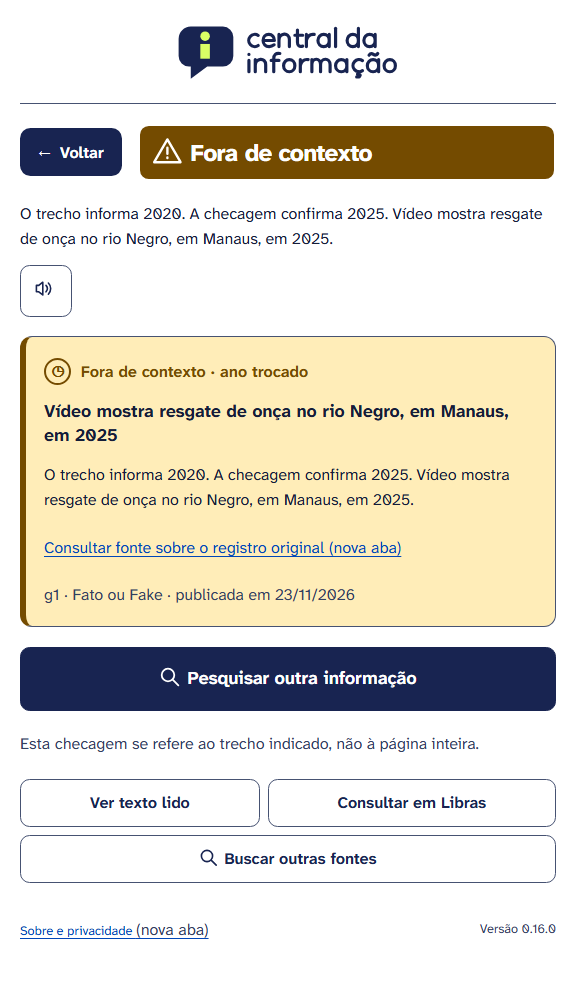 central da
informação
← Voltar
Fora de contexto
O trecho informa 2020. A checagem confirma 2025. Vídeo mostra resgate
de onça no rio Negro, em Manaus, em 2025.
Fora de contexto · ano trocado
Vídeo mostra resgate de onça no rio Negro, em Manaus,
em 2025
O trecho informa 2020. A checagem confirma 2025. Vídeo mostra
resgate de onça no rio Negro, em Manaus, em 2025.
Consultar fonte sobre o registro original (nova aba)
g1 · Fato ou Fake · publicada em 23/11/2026
Pesquisar outra informação
Esta checagem se refere ao trecho indicado, não à página inteira.
Ver texto lido
Consultar em Libras
Buscar outras fontes
Sobre e privacidade (nova aba)
Versão 0.16.0